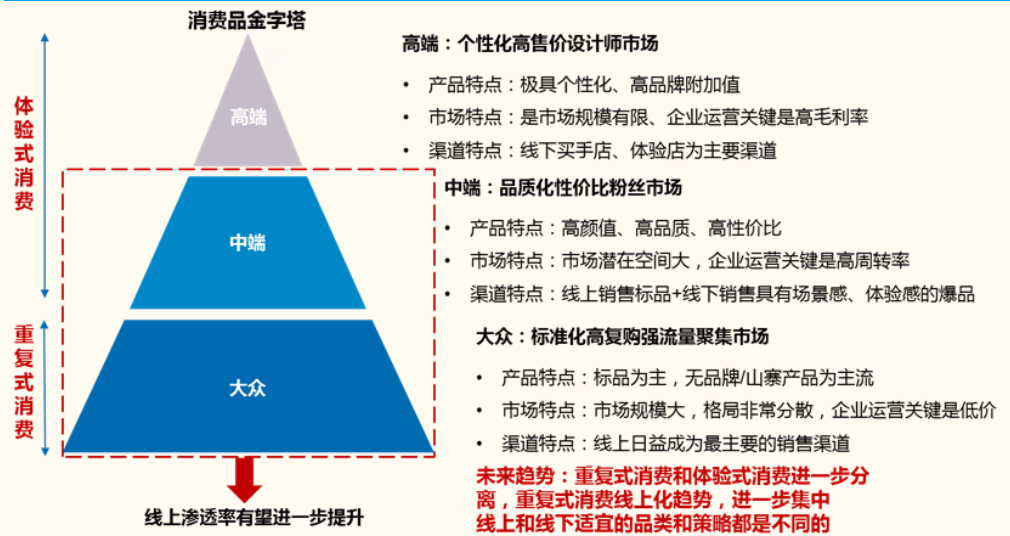 消费品金字塔
体验式消费
重复式消费
高端
中端
大众
线上渗透率有望进一步提升
高端：个性化高售价设计师市场
• 产品特点：极具个性化、高品牌附加值
• 市场特点：是市场规模有限、企业运营关键是高毛利率
• 渠道特点：线下买手店、体验店为主要渠道
中端：品质化性价比粉丝市场
• 产品特点：高颜值、高品质、高性价比
• 市场特点：市场潜在空间大，企业运营关键是高周转率
• 渠道特点：线上销售标品+线下销售具有场景感、体验感的爆品
大众：标准化高复购强流量聚集市场
• 产品特点：标品为主，无品牌/山寨产品为主流
• 市场特点：市场规模大，格局非常分散，企业运营关键是低价
• 渠道特点：线上日益成为最主要的销售渠道
未来趋势：重复式消费和体验式消费进一步分
离，重复式消费线上化趋势，进一步集中
线上和线下适宜的品类和策略都是不同的